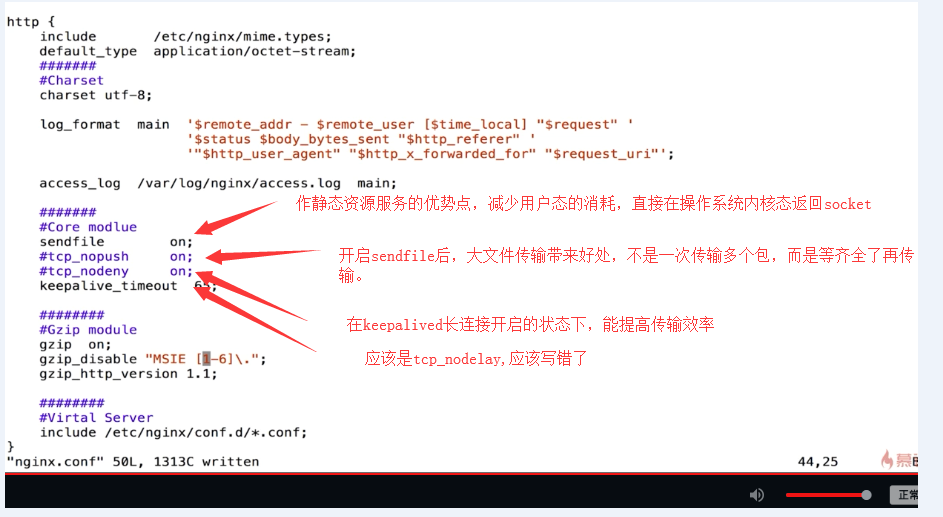 http {
include /etc/nginx/mime.types;
default_type application/octet-stream;
#######
#Charset
charset utf-8;
log_format main '$remote_addr - $remote_user [$time_local] "$request" '
'$status $body_bytes_sent "$http_referer" '
'"$http_user_agent" "$http_x_forwarded_for" "$request_uri"';
access_log /var/log/nginx/access.log main;
作静态资源服务的优势点，减少用户态的消耗，直接在操作系统内核态返回socket
#######
#Core modlue
sendfile on;
#tcp_nopush on;
开启sendfile后，大文件传输带来好处，不是一次传输多个包，而是等齐全了再传
输。
#tcp_nodeny on;
keepalive_timeout 65;
在keepalived长连接开启的状态下，能提高传输效率
应该是tcp_nodelay,应该写错了
########
#Gzip module
gzip on;
gzip_disable "MSIE [1-6]\.";
gzip_http_version 1.1;
########
#Virtal Server
include /etc/nginx/conf.d/*.conf;
}
"nginx.conf" 50L, 1313C written 44,25
正常